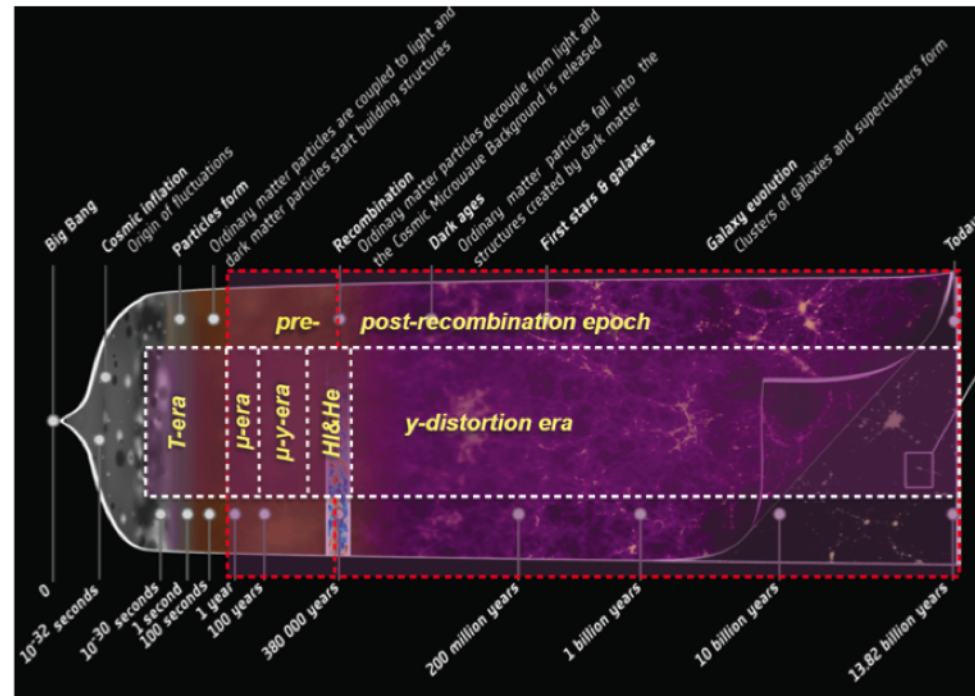 Big Bang
Cosmic inflation
Origin of fluctuations
Particles form
Ordinary matter particles are coupled to light and
dark matter particles start building structures
Recombination
Ordinary matter particles decouple from light and
the Cosmic Microwave Background is released
Dark ages
Ordinary matter particles fall into the
structures created by dark matter
First stars & galaxies
Galaxy evolution
Clusters of galaxies and superclusters form
Today
pre- post-recombination epoch
T-era
μ-era
μ-y-era
HI&He
y-distortion era
0
10-32 seconds
10-30 seconds
1 second
100 seconds
1 year
100 years
380 000 years
200 million years
1 billion years
10 billion years
13.82 billion years